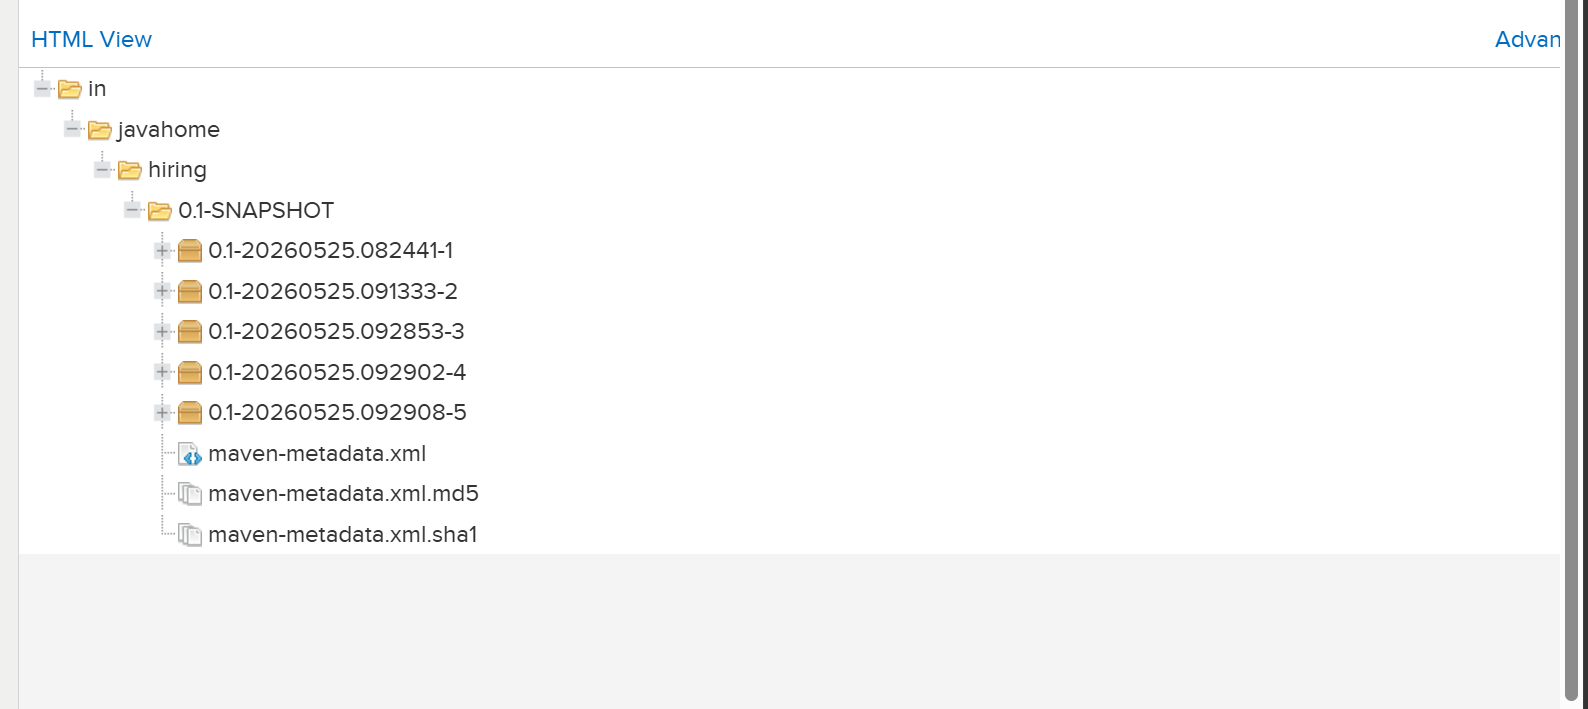 HTML View
Advan
in
javahome
hiring
0.1-SNAPSHOT
0.1-20260525.082441-1
0.1-20260525.091333-2
0.1-20260525.092853-3
0.1-20260525.092902-4
0.1-20260525.092908-5
maven-metadata.xml
maven-metadata.xml.md5
maven-metadata.xml.sha1